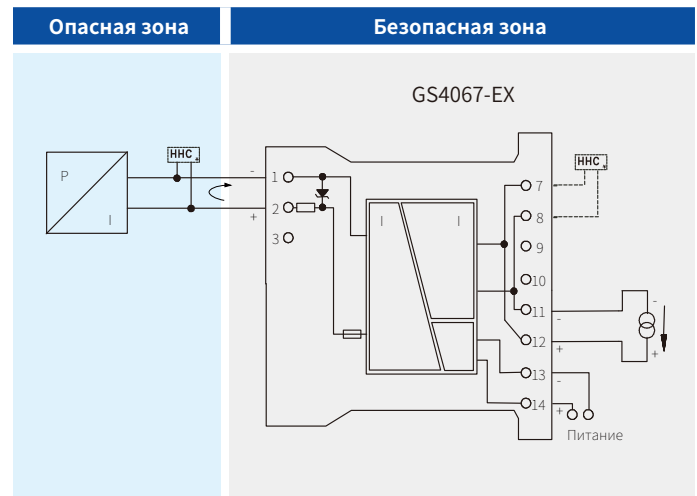 Опасная зона
Безопасная зона
GS4067-EX
HHC
HHC
P
I
-
+
1
2
3
I
I
7
8
9
10
11
12
13
14
-
+
-
+
-
+
Питание